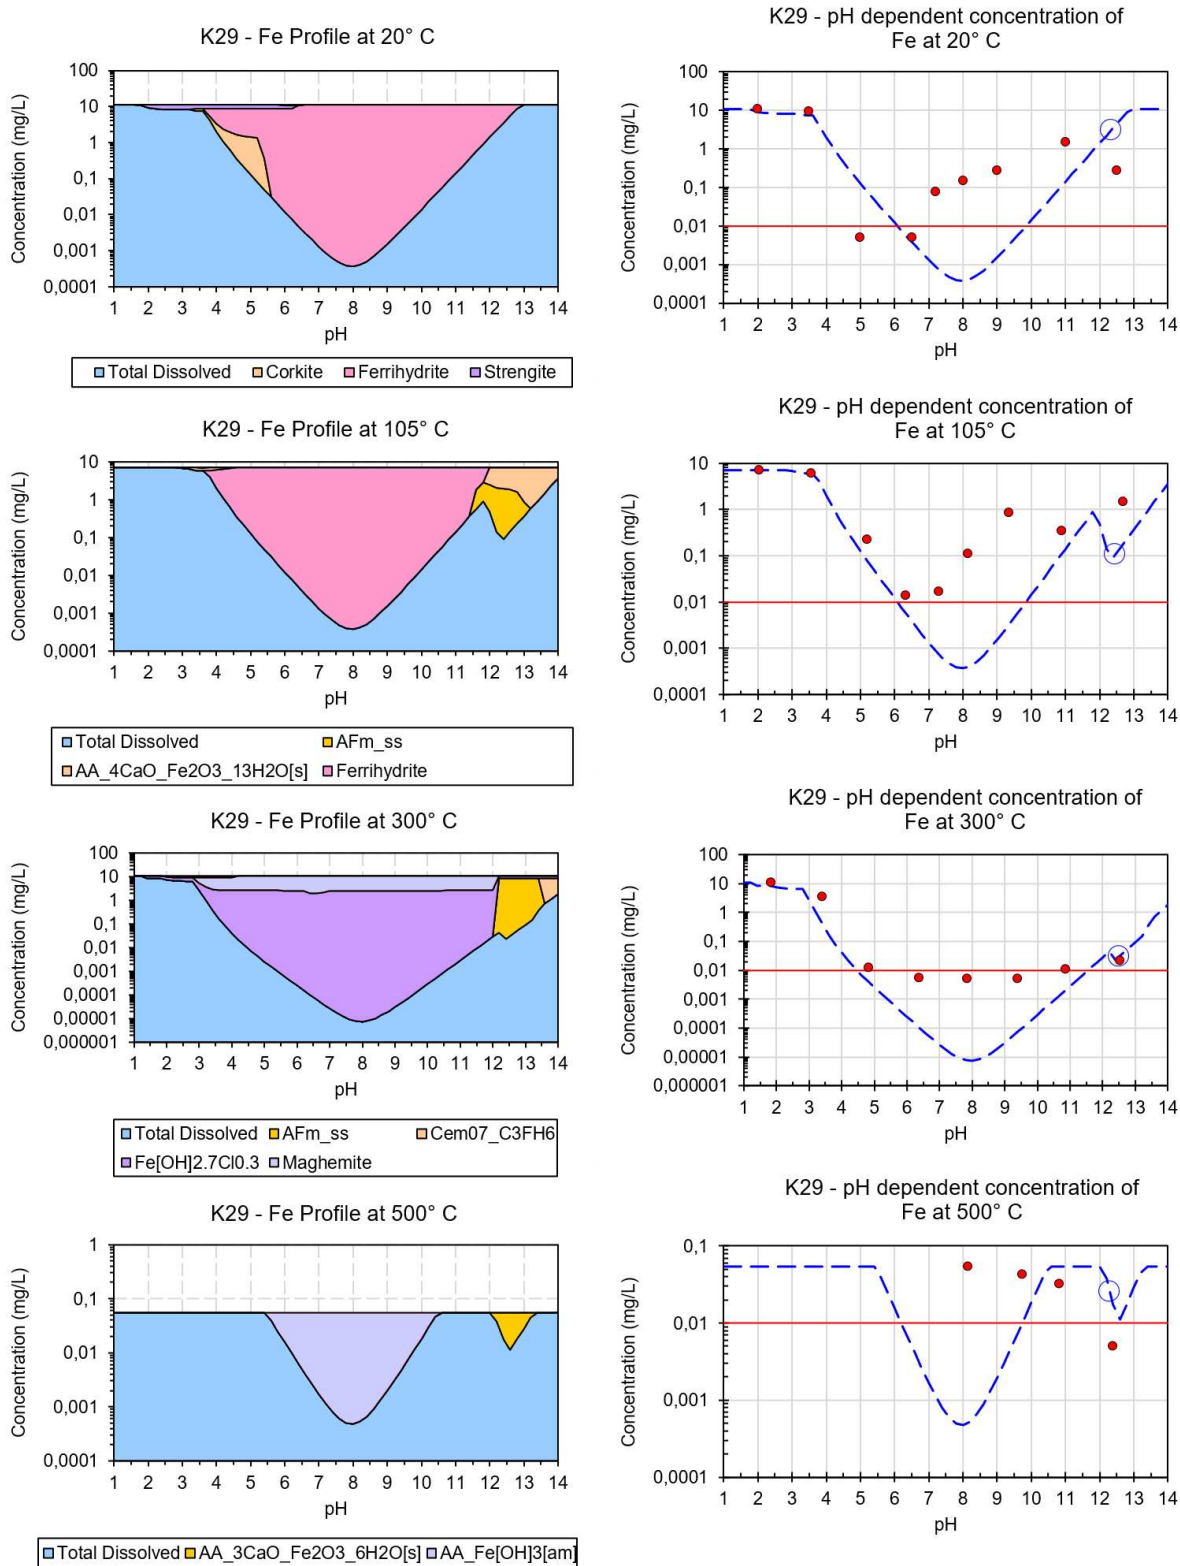 K29 - Fe Profile at 20° C
Concentration (mg/L)
100
10
1
0,1
0,01
0,001
0,0001
1 2 3 4 5 6 7 8 9 10 11 12 13 14
pH
Total Dissolved Corkite Ferrihydrite Strengite
K29 - pH dependent concentration of
Fe at 20° C
Concentration (mg/L)
100
10
1
0,1
0,01
0,001
0,0001
1 2 3 4 5 6 7 8 9 10 11 12 13 14
pH
K29 - Fe Profile at 105° C
Concentration (mg/L)
10
1
0,1
0,01
0,001
0,0001
1 2 3 4 5 6 7 8 9 10 11 12 13 14
pH
Total Dissolved AFm_ss
AA_4CaO_Fe2O3_13H2O[s] Ferrihydrite
K29 - pH dependent concentration of
Fe at 105° C
Concentration (mg/L)
10
1
0,1
0,01
0,001
0,0001
1 2 3 4 5 6 7 8 9 10 11 12 13 14
pH
K29 - Fe Profile at 300° C
Concentration (mg/L)
100
10
1
0,1
0,01
0,001
0,0001
0,00001
0,000001
1 2 3 4 5 6 7 8 9 10 11 12 13 14
pH
Total Dissolved AFm_ss Cem07_C3FH6
Fe[OH]2.7Cl0.3 Maghemite
K29 - pH dependent concentration of
Fe at 300° C
Concentration (mg/L)
100
10
1
0,1
0,01
0,001
0,0001
0,00001
0,000001
1 2 3 4 5 6 7 8 9 10 11 12 13 14
pH
K29 - Fe Profile at 500° C
Concentration (mg/L)
1
0,1
0,01
0,001
0,0001
1 2 3 4 5 6 7 8 9 10 11 12 13 14
pH
Total Dissolved AA_3CaO_Fe2O3_6H2O[s] AA_Fe[OH]3[am]
K29 - pH dependent concentration of
Fe at 500° C
Concentration (mg/L)
0,1
0,01
0,001
0,0001
1 2 3 4 5 6 7 8 9 10 11 12 13 14
pH